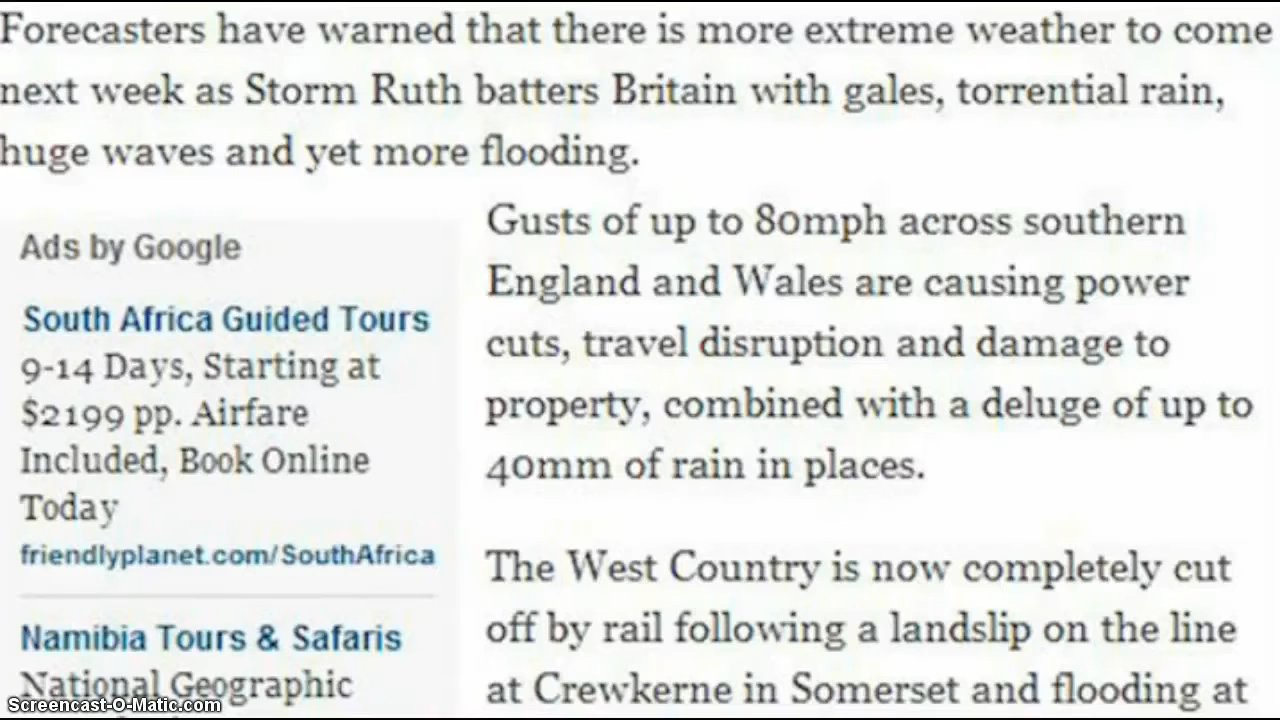 Forecasters have warned that there is more extreme weather to come
next week as Storm Ruth batters Britain with gales, torrential rain,
huge waves and yet more flooding.
Ads by Google
South Africa Guided Tours
9-14 Days, Starting at
$2199 pp. Airfare
Included, Book Online
Today
friendlyplanet.com/SouthAfrica
Namibia Tours & Safaris
National Geographic
Gusts of up to 80mph across southern
England and Wales are causing power
cuts, travel disruption and damage to
property, combined with a deluge of up to
40mm of rain in places.
The West Country is now completely cut
off by rail following a landslip on the line
at Crewkerne in Somerset and flooding at
Screencast-O-Matic.com